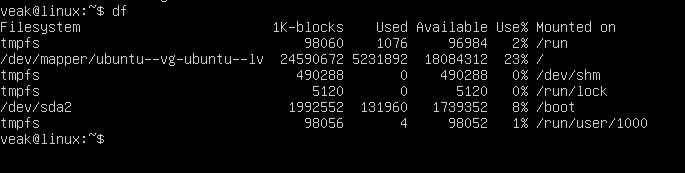 veak@linux:~$ df
Filesystem                        1K-blocks    Used Available Use% Mounted on
tmpfs                                 98060    1076     96984   2% /run
/dev/mapper/ubuntu--vg-ubuntu--lv  24590672 5231892  18084312  23% /
tmpfs                                490288       0    490288   0% /dev/shm
tmpfs                                  5120       0      5120   0% /run/lock
/dev/sda2                           1992552  131960   1739352   8% /boot
tmpfs                                 98056       4     98052   1% /run/user/1000
veak@linux:~$